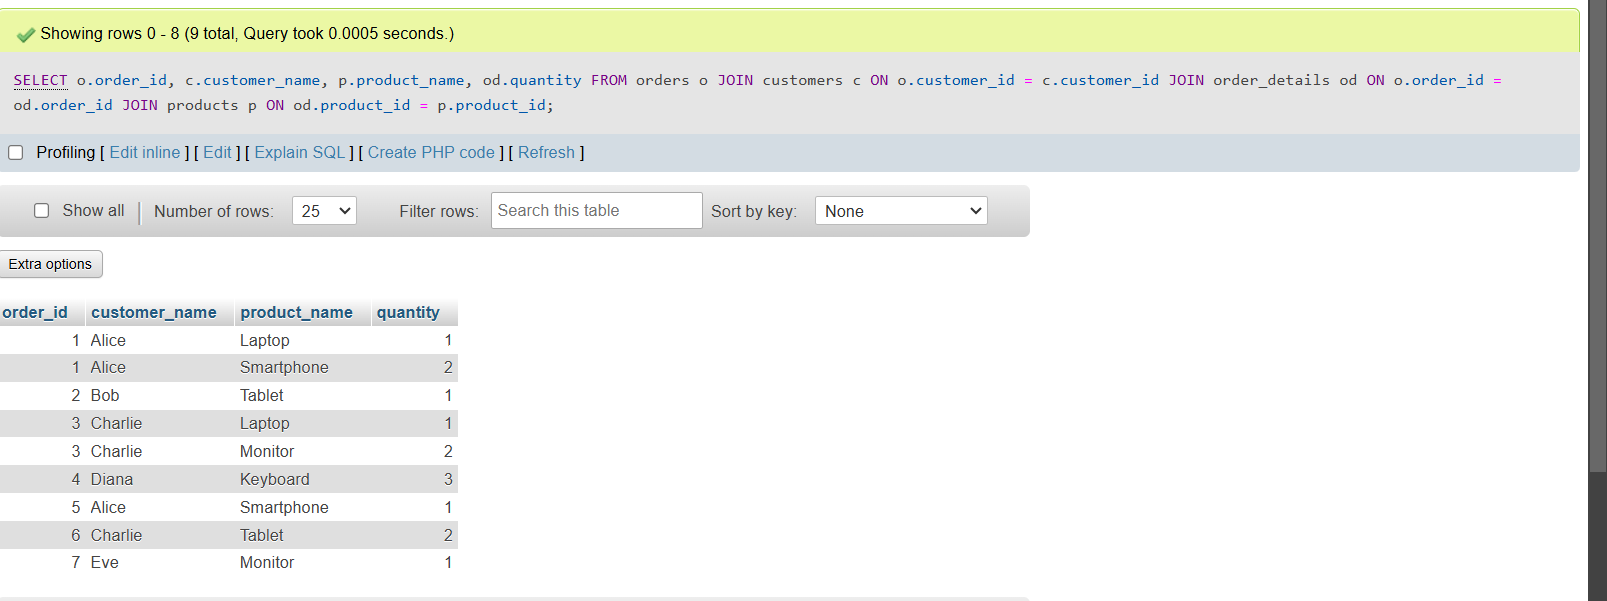 Showing rows 0 - 8 (9 total, Query took 0.0005 seconds.)
SELECT o.order_id, c.customer_name, p.product_name, od.quantity FROM orders o JOIN customers c ON o.customer_id = c.customer_id JOIN order_details od ON o.order_id =
od.order_id JOIN products p ON od.product_id = p.product_id;
Profiling [ Edit inline ] [ Edit ] [ Explain SQL ] [ Create PHP code ] [ Refresh ]
Show all Number of rows: 25 Filter rows: Search this table Sort by key: None
Extra options
order_id customer_name product_name quantity
1 Alice Laptop 1
1 Alice Smartphone 2
2 Bob Tablet 1
3 Charlie Laptop 1
3 Charlie Monitor 2
4 Diana Keyboard 3
5 Alice Smartphone 1
6 Charlie Tablet 2
7 Eve Monitor 1